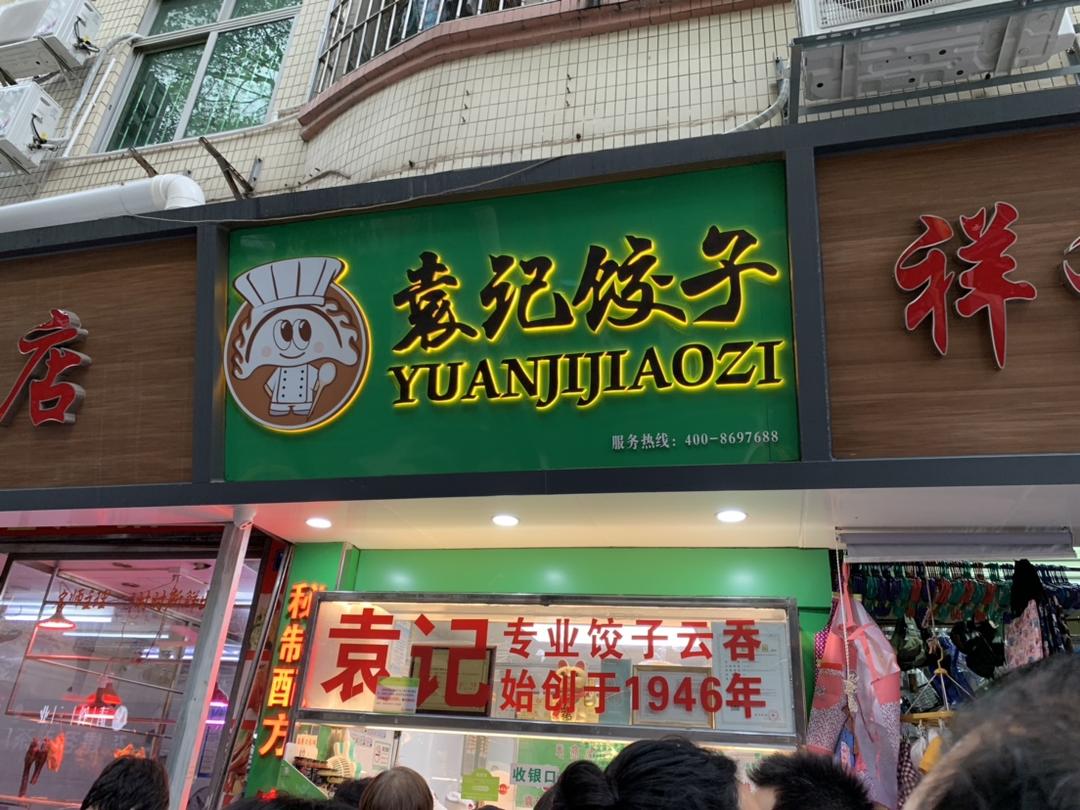 袁记饺子
YUANJIJIAOZI
服务热线：400-8697688
店
祥
袁记
专业饺子云吞
始创于1946年
秘制配方
收银口